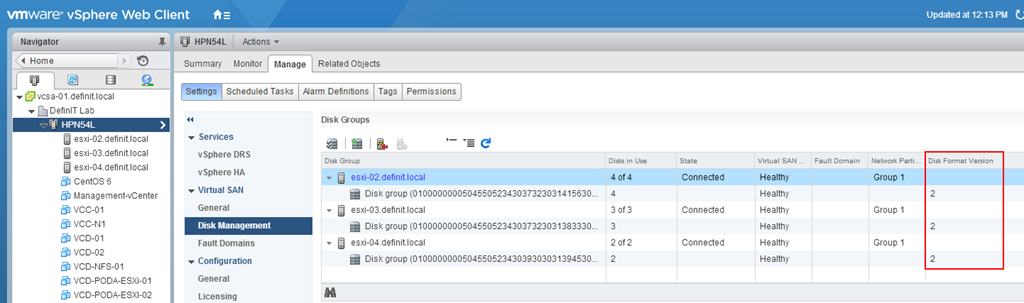 vmware® vSphere Web Client
Updated at 12:13 PM
Navigator
Home
vcsa-01.definit.local
DefinIT Lab
HPN54L
esxi-02.definit.local
esxi-03.definit.local
esxi-04.definit.local
CentOS 6
Management-vCenter
VCC-01
VCC-N1
VCD-01
VCD-02
VCD-NFS-01
VCD-PODA-ESXi-01
VCD-PODA-ESXI-02
HPN54L Actions
Summary Monitor Manage Related Objects
Settings Scheduled Tasks Alarm Definitions Tags Permissions
Services
vSphere DRS
vSphere HA
Virtual SAN
General
Disk Management
Fault Domains
Configuration
General
Licensing
Disk Groups
Disk Group Disks in Use State Virtual SAN ... Fault Domain Network Parti... Disk Format Version
esxi-02.definit.local 4 of 4 Connected Healthy Group 1
Disk group (0100000000504550523430373230314156 30... 4 Healthy 2
esxi-03.definit.local 3 of 3 Connected Healthy Group 1
Disk group (010000000050455052343037323031383330... 3 Healthy 2
esxi-04.definit.local 2 of 2 Connected Healthy Group 1
Disk group (010000000050455052343039303031394530... 2 Healthy 2